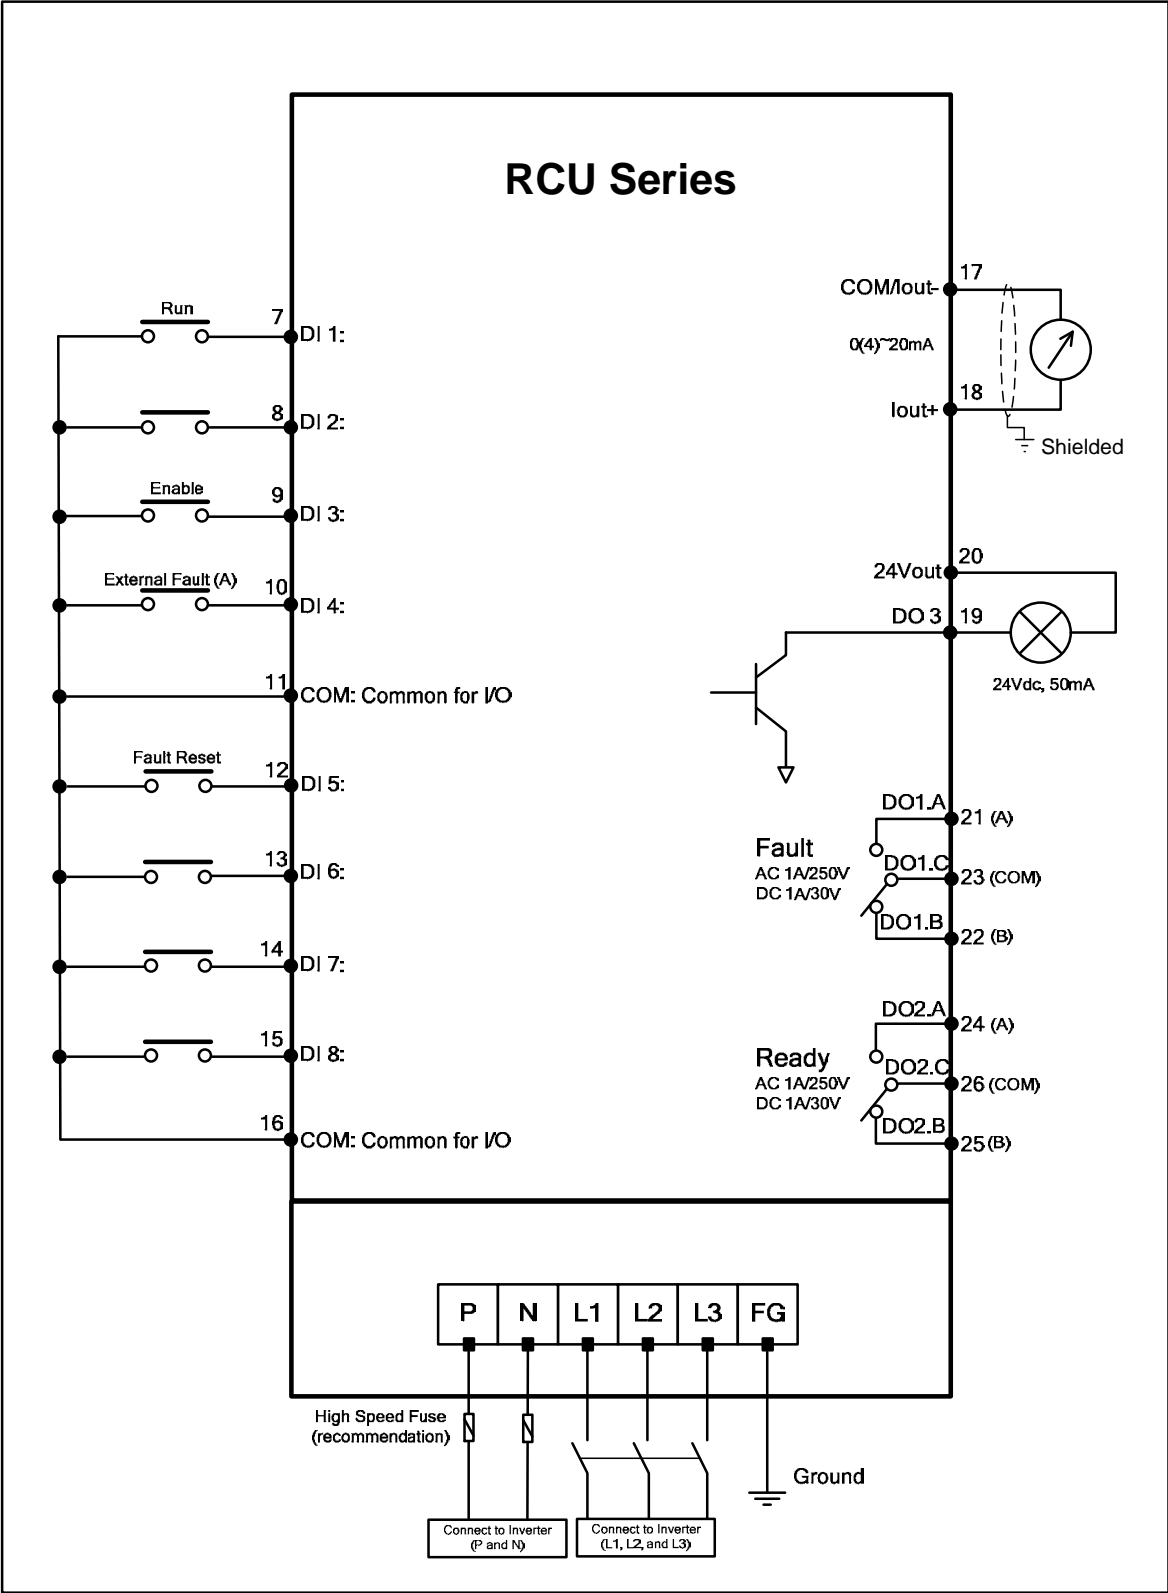 RCU Series
Run
7
DI 1:
8
DI 2:
Enable
9
DI 3:
External Fault (A)
10
DI 4:
11
COM: Common for I/O
Fault Reset
12
DI 5:
13
DI 6:
14
DI 7:
15
DI 8:
16
COM: Common for I/O
COM/Iout-
17
0(4)~20mA
Iout+
18
Shielded
24Vout
20
DO 3
19
24Vdc, 50mA
Fault
AC 1A/250V
DC 1A/30V
DO1.A
21 (A)
DO1.C
23 (COM)
DO1.B
22 (B)
Ready
AC 1A/250V
DC 1A/30V
DO2.A
24 (A)
DO2.C
26 (COM)
DO2.B
25 (B)
P N L1 L2 L3 FG
High Speed Fuse
(recommendation)
Ground
Connect to Inverter
(P and N)
Connect to Inverter
(L1, L2, and L3)